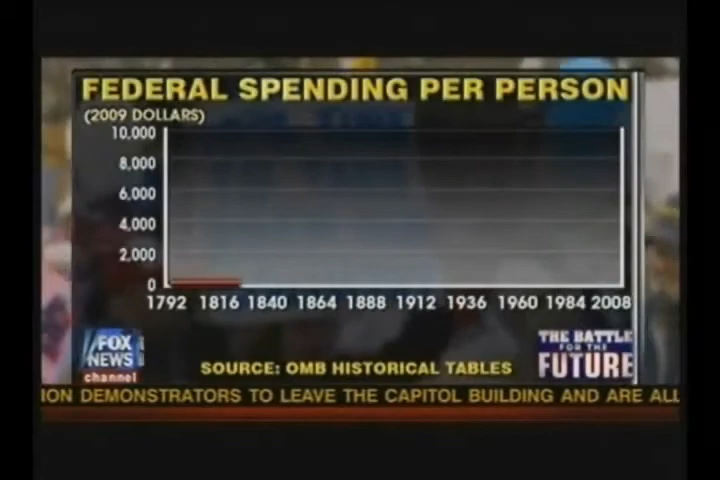 FEDERAL SPENDING PER PERSON
(2009 DOLLARS)
10,000
8,000
6,000
4,000
2,000
0
1792 1816 1840 1864 1888 1912 1936 1960 1984 2008
FOX
NEWS
channel
SOURCE: OMB HISTORICAL TABLES
THE BATTLE
FOR THE
FUTURE
ION DEMONSTRATORS TO LEAVE THE CAPITOL BUILDING AND ARE ALL